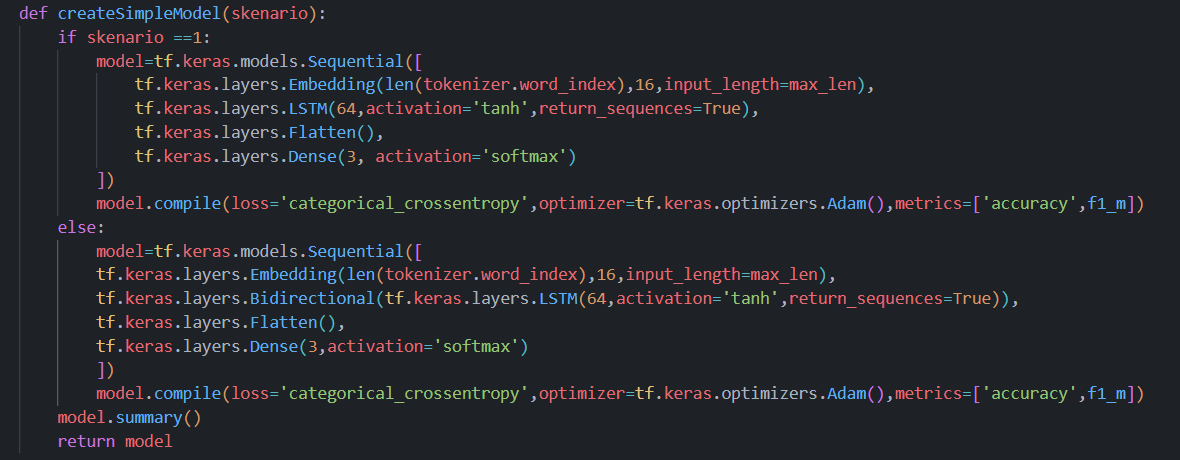 def createSimpleModel(skenario):
    if skenario ==1:
        model=tf.keras.models.Sequential([
            tf.keras.layers.Embedding(len(tokenizer.word_index),16,input_length=max_len),
            tf.keras.layers.LSTM(64,activation='tanh',return_sequences=True),
            tf.keras.layers.Flatten(),
            tf.keras.layers.Dense(3, activation='softmax')
        ])
        model.compile(loss='categorical_crossentropy',optimizer=tf.keras.optimizers.Adam(),metrics=['accuracy',f1_m])
    else:
        model=tf.keras.models.Sequential([
        tf.keras.layers.Embedding(len(tokenizer.word_index),16,input_length=max_len),
        tf.keras.layers.Bidirectional(tf.keras.layers.LSTM(64,activation='tanh',return_sequences=True)),
        tf.keras.layers.Flatten(),
        tf.keras.layers.Dense(3,activation='softmax')
        ])
        model.compile(loss='categorical_crossentropy',optimizer=tf.keras.optimizers.Adam(),metrics=['accuracy',f1_m])
    model.summary()
    return model